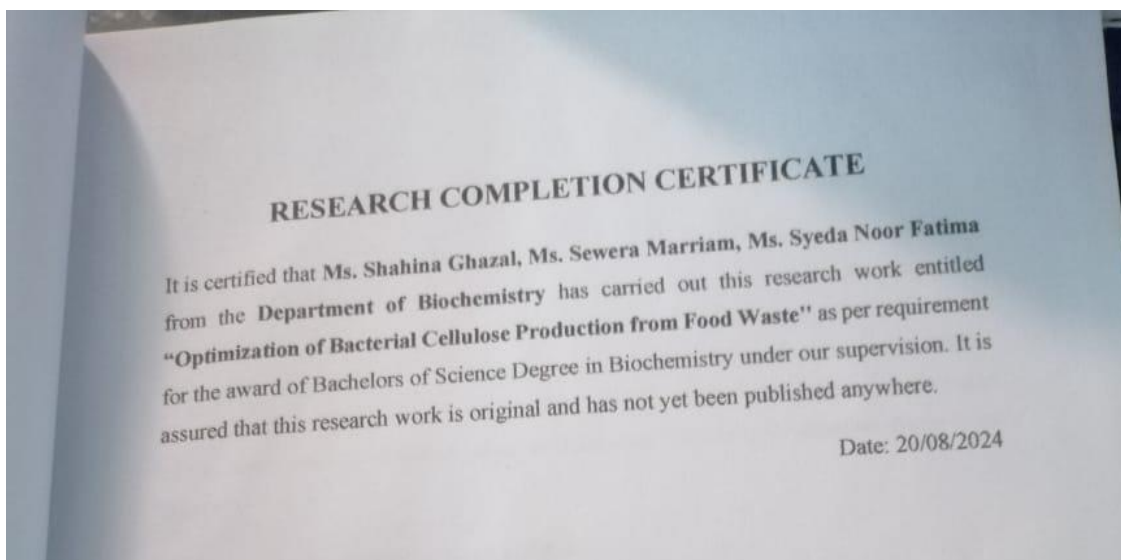 RESEARCH COMPLETION CERTIFICATE
It is certified that Ms. Shahina Ghazal, Ms. Sewera Marriam, Ms. Syeda Noor Fatima
from the Department of Biochemistry has carried out this research work entitled
“Optimization of Bacterial Cellulose Production from Food Waste" as per requirement
for the award of Bachelors of Science Degree in Biochemistry under our supervision. It is
assured that this research work is original and has not yet been published anywhere.
Date: 20/08/2024